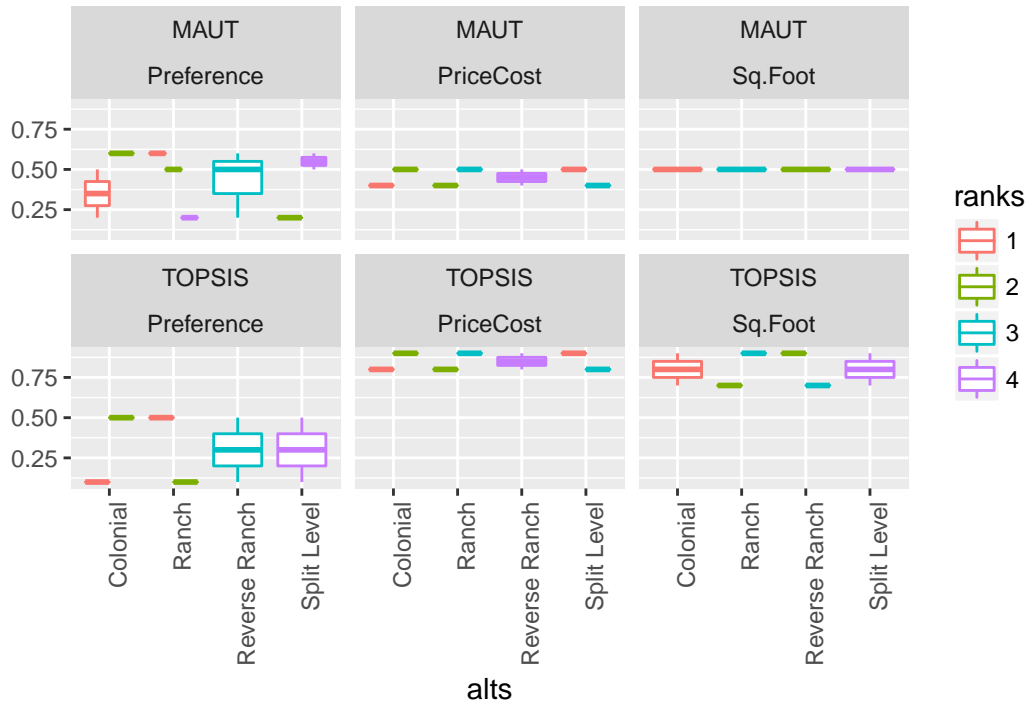 MAUT MAUT MAUT
Preference PriceCost Sq.Foot
0.75
0.50
0.25
TOPSIS TOPSIS TOPSIS
Preference PriceCost Sq.Foot
0.75
0.50
0.25
Colonial Ranch Reverse Ranch Split Level Colonial Ranch Reverse Ranch Split Level Colonial Ranch Reverse Ranch Split Level
alts
ranks
1
2
3
4